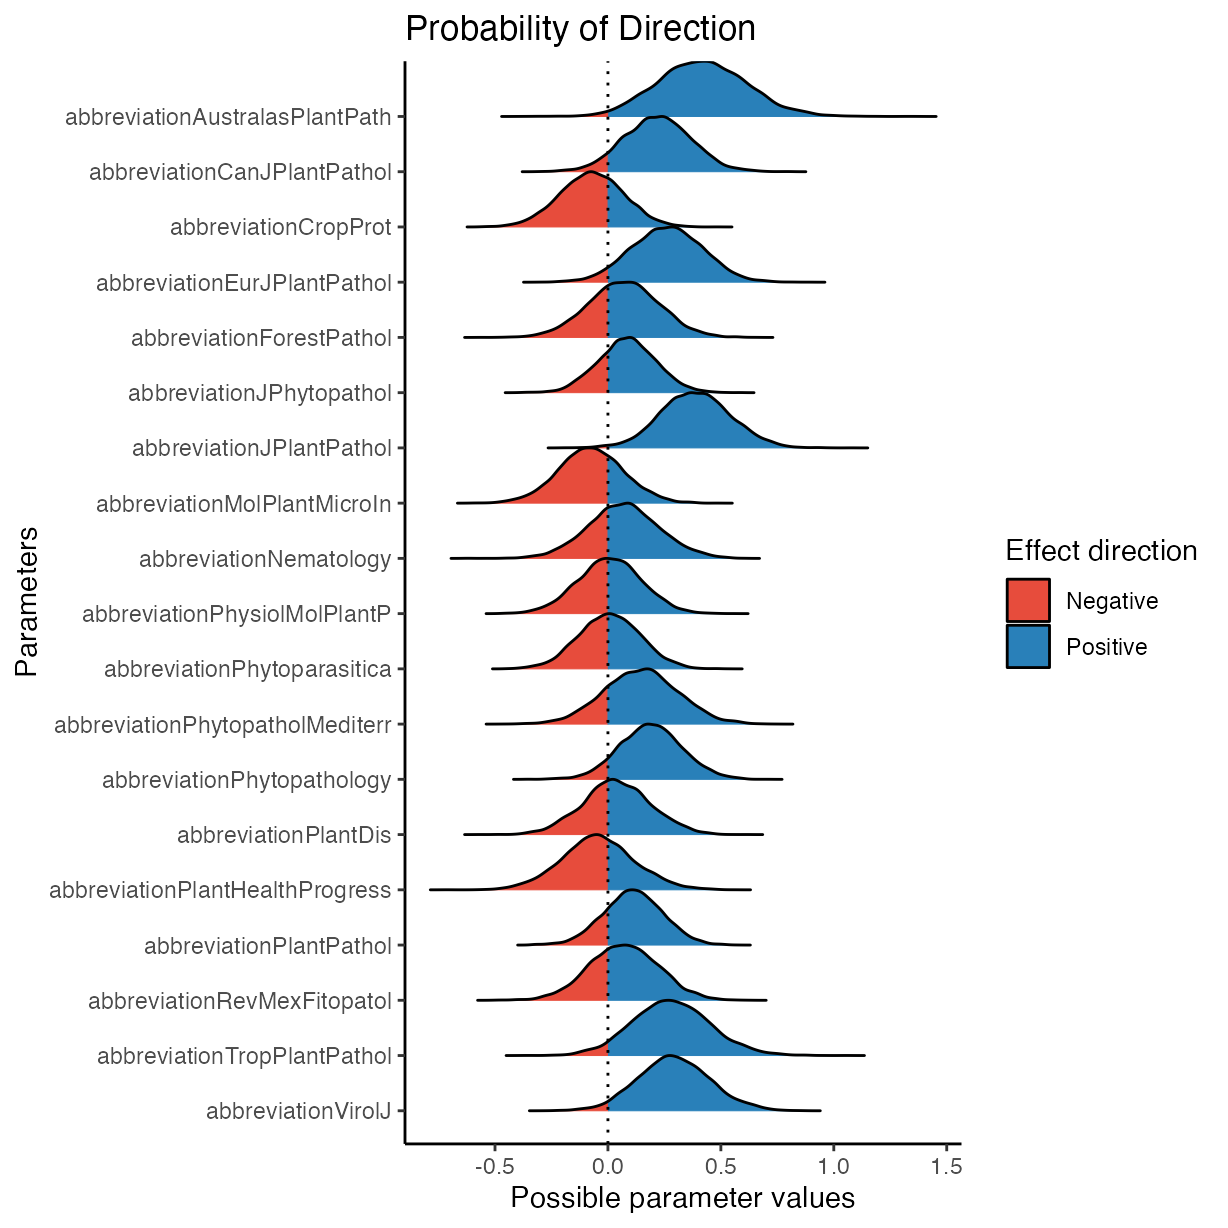 Probability of Direction
abbreviationAustralasPlantPath
abbreviationCanJPlantPathol
abbreviationCropProt
abbreviationEurJPlantPathol
abbreviationForestPathol
abbreviationJPhytopathol
abbreviationJPlantPathol
abbreviationMolPlantMicroIn
abbreviationNematology
abbreviationPhysiolMolPlantP
abbreviationPhytoparasitica
abbreviationPhytopatholMediterr
abbreviationPhytopathology
abbreviationPlantDis
abbreviationPlantHealthProgress
abbreviationPlantPathol
abbreviationRevMexFitopatol
abbreviationTropPlantPathol
abbreviationVirolJ
Parameters
-0.5 0.0 0.5 1.0 1.5
Possible parameter values
Effect direction
Negative
Positive